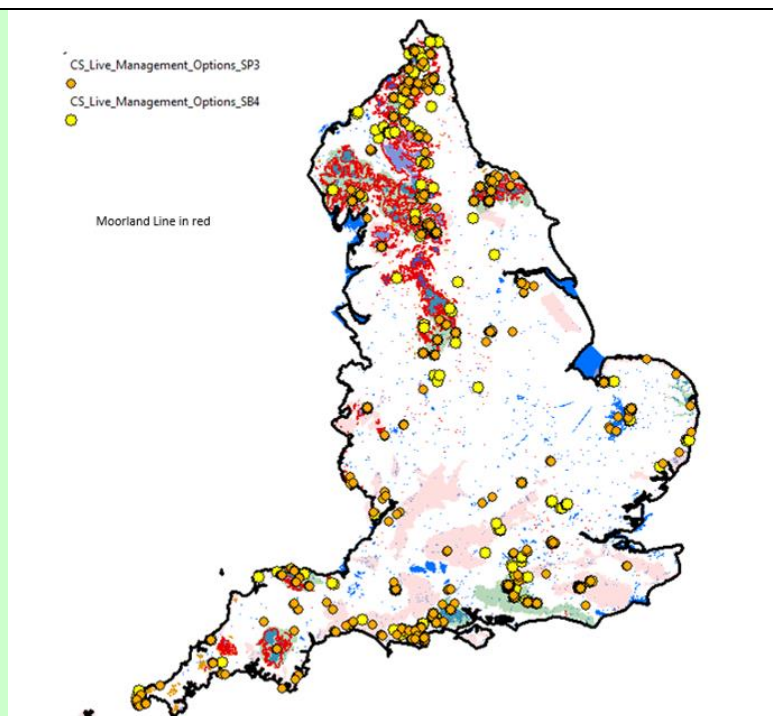 CS_Live_Management_Options_SP3
CS_Live_Management_Options_SB4
Moorland Line in red